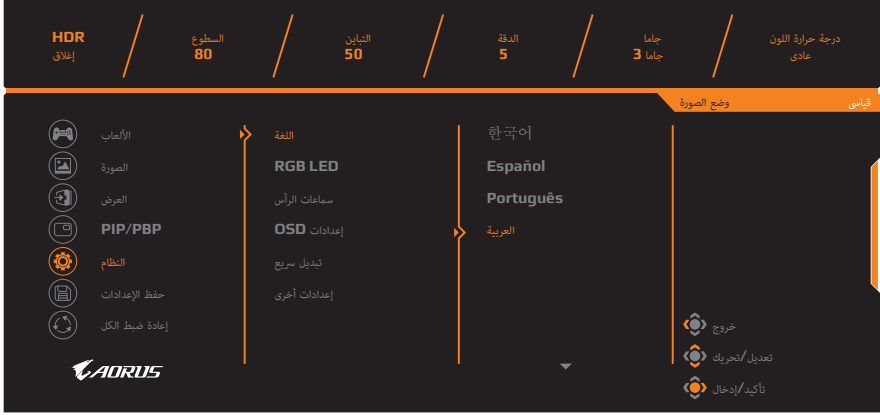 HDR
إغلاق
السطوع
80
التباين
50
الدقة
5
جاما
جاما 3
درجة حرارة اللون
عادى
وضع الصورة
قياسى
الألعاب
الصورة
العرض
PIP/PBP
النظام
حفظ الإعدادات
إعادة ضبط الكل
اللغة
RGB LED
سماعات الرأس
إعدادات OSD
تبديل سريع
إعدادات أخرى
한국어
Español
Português
العربية
خروج
تعديل/تحريك
تأكيد/إدخال
AORUS